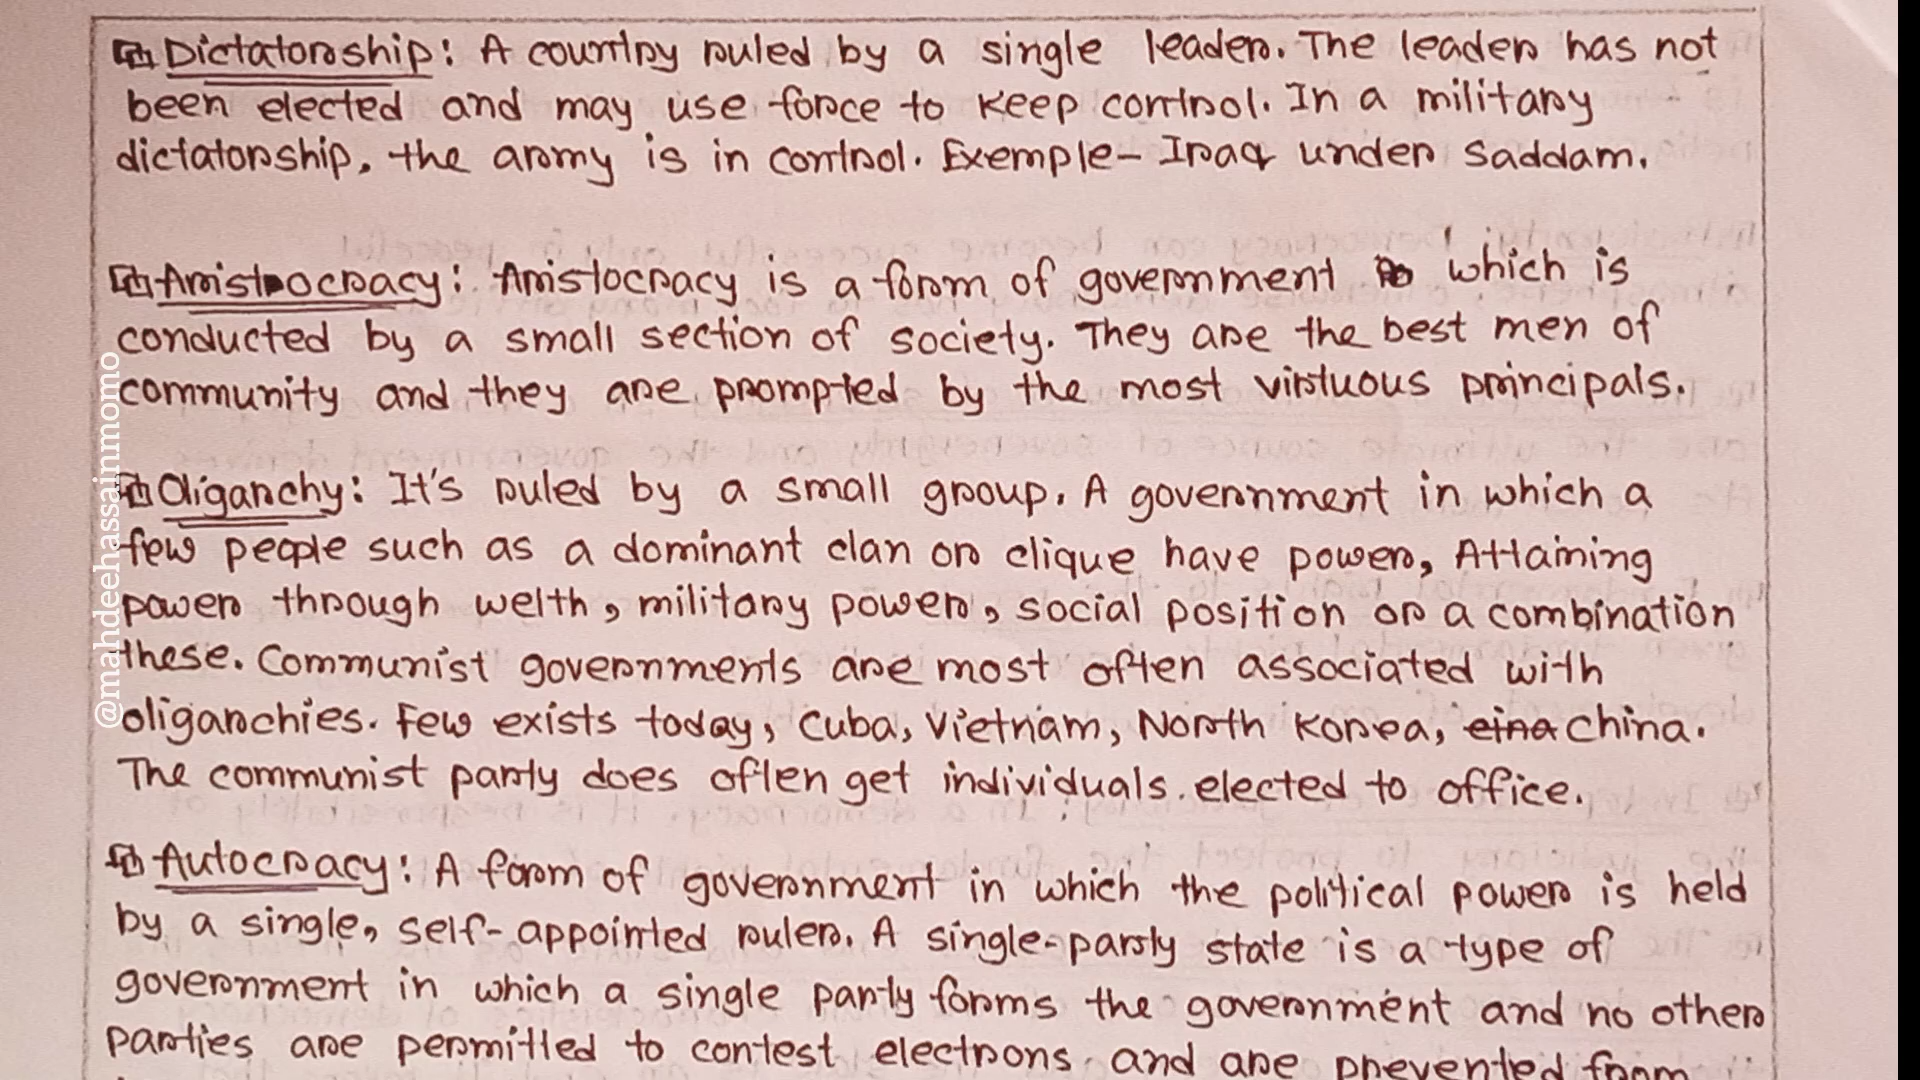 Dictatorship: A country ruled by a single leader. The leader has not
been elected and may use force to keep control. In a military
dictatorship, the army is in control. Exemple- Iraq under Saddam.
Aristrocracy: Aristocracy is a form of government which is
conducted by a small section of society. They are the best men of
community and they are prompted by the most virtuous principals.
Oligarchy: It's ruled by a small group. A government in which a
few people such as a dominant clan or clique have power, Attaining
power through welth, military power, social position or a combination
these. Communist governments are most often associated with
oligarchies. Few exists today, Cuba, Vietnam, North Korea, cina China.
The communist party does often get individuals elected to office.
Autocracy: A form of government in which the political power is held
by a single, self-appointed ruler. A single-party state is a type of
government in which a single party forms the government and no other
parties are permitted to contest elections and are prevented from
@mahdeehassainmomo